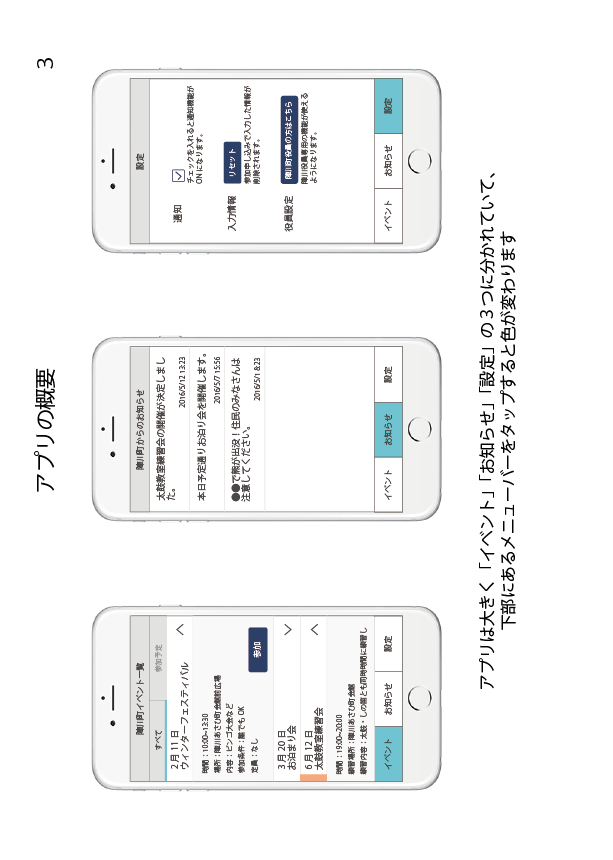 アプリの概要
3
陣川町イベント一覧
すべて
参加予定
2月11日
ウィンターフェスティバル
時間：10:00~13:30
場所：陣川あさひ町会館前広場
内容：ビンゴ大会など
参加条件：誰でもOK
定員：なし
参加
3月20日
お泊まり会
6月12日
太鼓教室練習会
時間：19:00~20:00
練習場所：陣川あさひ町会館
練習内容：太鼓・しの笛とも同時時間に練習し
イベント
お知らせ
設定
陣川町からのお知らせ
太鼓教室練習会の開催が決定しまし
た。
2016/5/12 13:23
本日予定通りお泊り会を開催します。
2016/5/7 15:56
●●で熊が出没！住民のみなさんは
注意してください。
2016/5/1 8:23
イベント
お知らせ
設定
設定
通知
チェックを入れると通知機能が
ONになります。
入力情報
リセット
参加申し込みで入力した情報が
削除されます。
役員設定
陣川町役員の方はこちら
陣川役員専用の機能が使える
ようになります。
イベント
お知らせ
設定
アプリは大きく「イベント」「お知らせ」「設定」の３つに分かれていて、
下部にあるメニューバーをタップすると色が変わります